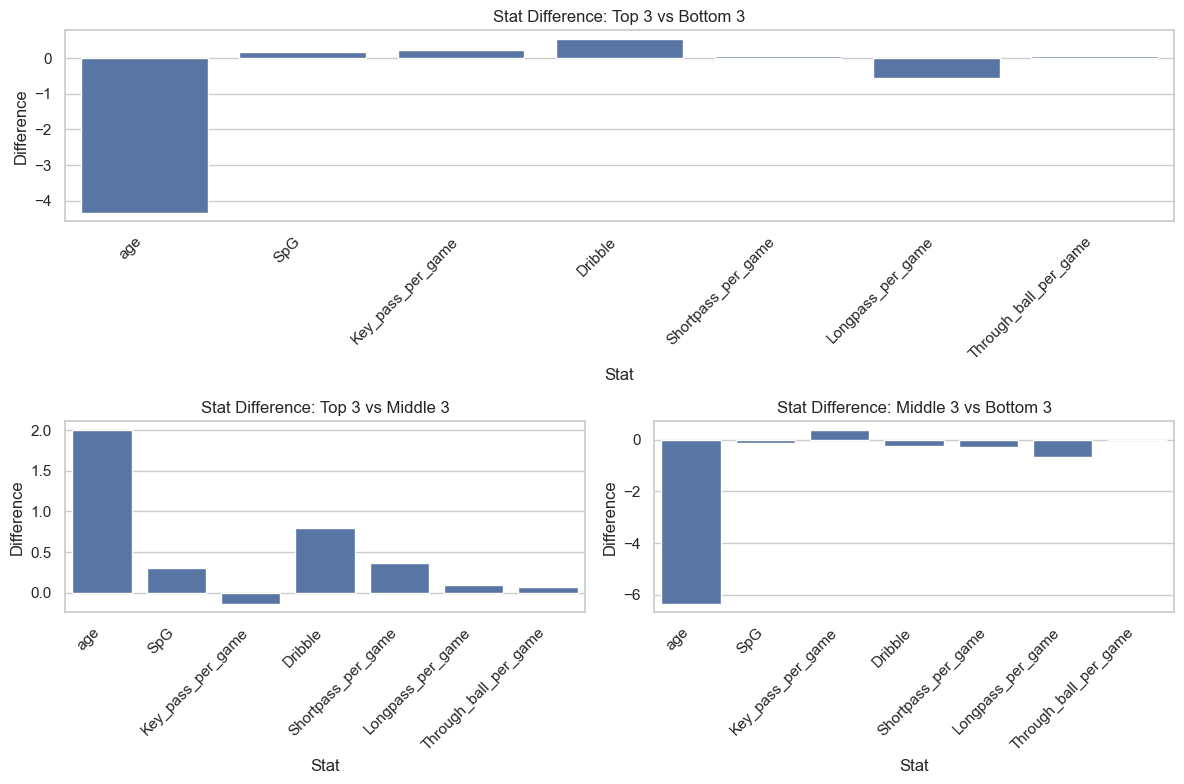 Stat Difference: Top 3 vs Bottom 3
Difference
0
−1
−2
−3
−4
age
SpG
Key_pass_per_game
Dribble
Shortpass_per_game
Longpass_per_game
Through_ball_per_game
Stat
Stat Difference: Top 3 vs Middle 3
Difference
2.0
1.5
1.0
0.5
0.0
age
SpG
Key_pass_per_game
Dribble
Shortpass_per_game
Longpass_per_game
Through_ball_per_game
Stat
Stat Difference: Middle 3 vs Bottom 3
Difference
0
−2
−4
−6
age
SpG
Key_pass_per_game
Dribble
Shortpass_per_game
Longpass_per_game
Through_ball_per_game
Stat